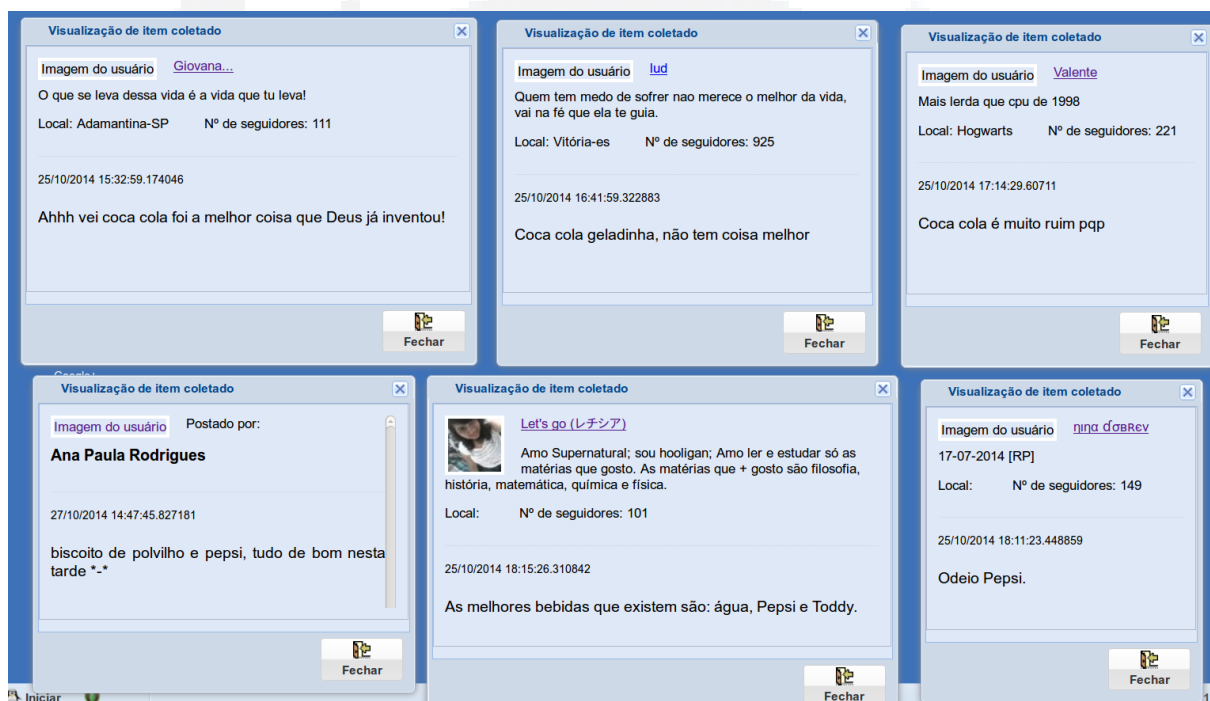 Visualização de item coletado
Imagem do usuário Giovana...
O que se leva dessa vida é a vida que tu leva!
Local: Adamantina-SP Nº de seguidores: 111
25/10/2014 15:32:59.174046
Ahhh vei coca cola foi a melhor coisa que Deus já inventou!
Fechar
Visualização de item coletado
Imagem do usuário lud
Quem tem medo de sofrer nao merece o melhor da vida,
vai na fé que ela te guia.
Local: Vitória-es Nº de seguidores: 925
25/10/2014 16:41:59.322883
Coca cola geladinha, não tem coisa melhor
Fechar
Visualização de item coletado
Imagem do usuário Valente
Mais lerda que cpu de 1998
Local: Hogwarts Nº de seguidores: 221
25/10/2014 17:14:29.60711
Coca cola é muito ruim pqp
Fechar
Visualização de item coletado
Imagem do usuário Postado por:
Ana Paula Rodrigues
27/10/2014 14:47:45.827181
biscoito de polvilho e pepsi, tudo de bom nesta
tarde *-*
Fechar
Visualização de item coletado
Let's go (レチシア)
Amo Supernatural; sou hooligan; Amo ler e estudar só as
matérias que gosto. As matérias que + gosto são filosofia,
história, matemática, química e física.
Local: Nº de seguidores: 101
25/10/2014 18:15:26.310842
As melhores bebidas que existem são: água, Pepsi e Toddy.
Fechar
Visualização de item coletado
Imagem do usuário ηιηα ɗσвRεv
17-07-2014 [RP]
Local: Nº de seguidores: 149
25/10/2014 18:11:23.448859
Odeio Pepsi.
Fechar
Iniciar